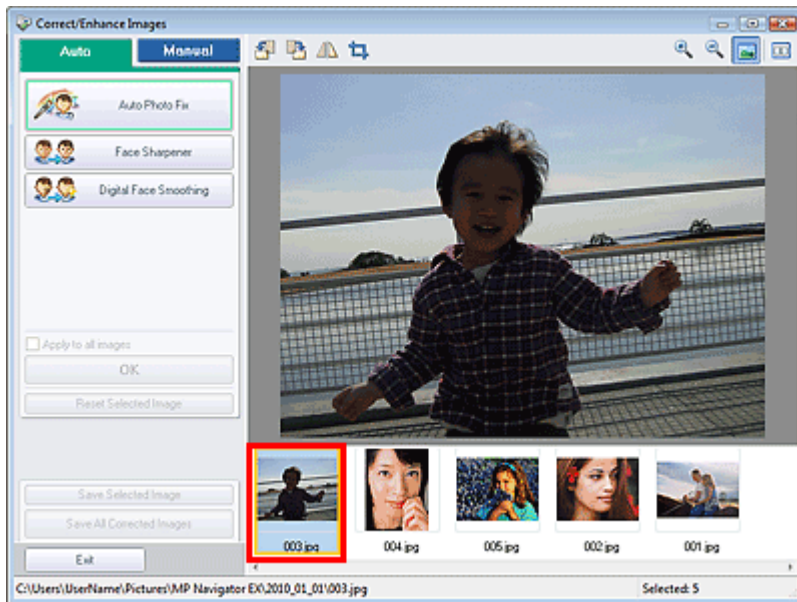 Correct/Enhance Images
Auto
Manual
Auto Photo Fix
Face Sharpener
Digital Face Smoothing
Apply to all images
OK
Reset Selected Image
003.jpg
004.jpg
005.jpg
002.jpg
001.jpg
Save Selected Image
Save All Corrected Images
Exit
C:\Users\UserName\Pictures\MP Navigator EX\2010_01_01\003.jpg
Selected: 5